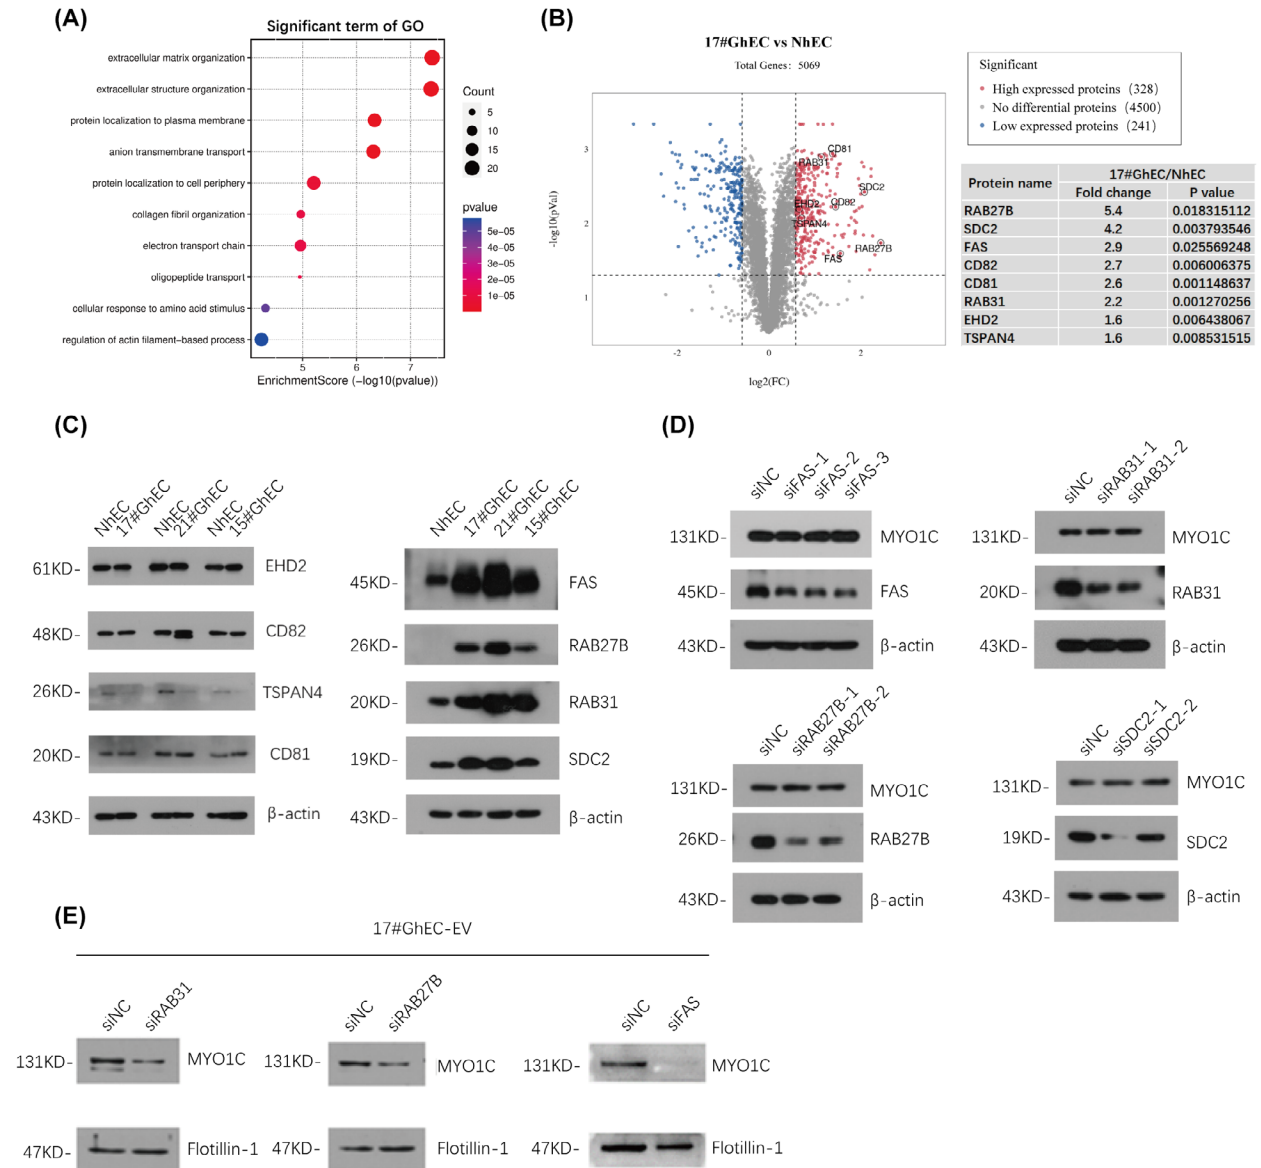 (A)
Significant term of GO
extracellular matrix organization
extracellular structure organization
protein localization to plasma membrane
anion transmembrane transport
protein localization to cell periphery
collagen fibril organization
electron transport chain
oligopeptide transport
cellular response to amino acid stimulus
regulation of actin filament−based process
5 6 7
EnrichmentScore (−log10(pvalue))
Count
5
10
15
20
pvalue
5e−05
4e−05
3e−05
2e−05
1e−05
(B)
17#GhEC vs NhEC
Total Genes: 5069
-log10(pVal)
3
2
1
CD81
RAB31
SDC2
EHD2
CD82
TSPAN4
RAB27B
FAS
-2 0 2
log2(FC)
Significant
High expressed proteins (328)
No differential proteins (4500)
Low expressed proteins (241)
Protein name 17#GhEC/NhEC
Fold change P value
RAB27B 5.4 0.018315112
SDC2 4.2 0.003793546
FAS 2.9 0.025569248
CD82 2.7 0.006006375
CD81 2.6 0.001148637
RAB31 2.2 0.001270256
EHD2 1.6 0.006438067
TSPAN4 1.6 0.008531515
(C)
NhEC 17#GhEC NhEC 21#GhEC NhEC 15#GhEC
61KD- EHD2
48KD- CD82
26KD- TSPAN4
20KD- CD81
43KD- β-actin
NhEC 17#GhEC 21#GhEC 15#GhEC
45KD- FAS
26KD- RAB27B
20KD- RAB31
19KD- SDC2
43KD- β-actin
(D)
siNC siFAS-1 siFAS-2 siFAS-3
131KD- MYO1C
45KD- FAS
43KD- β-actin
siNC siRAB31-1 siRAB31-2
131KD- MYO1C
20KD- RAB31
43KD- β-actin
siNC siRAB27B-1 siRAB27B-2
131KD- MYO1C
26KD- RAB27B
43KD- β-actin
siNC siSDC2-1 siSDC2-2
131KD- MYO1C
19KD- SDC2
43KD- β-actin
(E)
17#GhEC-EV
siNC siRAB31
131KD- MYO1C
47KD- Flotillin-1
siNC siRAB27B
131KD- MYO1C
47KD- Flotillin-1
siNC siFAS
131KD- MYO1C
47KD- Flotillin-1